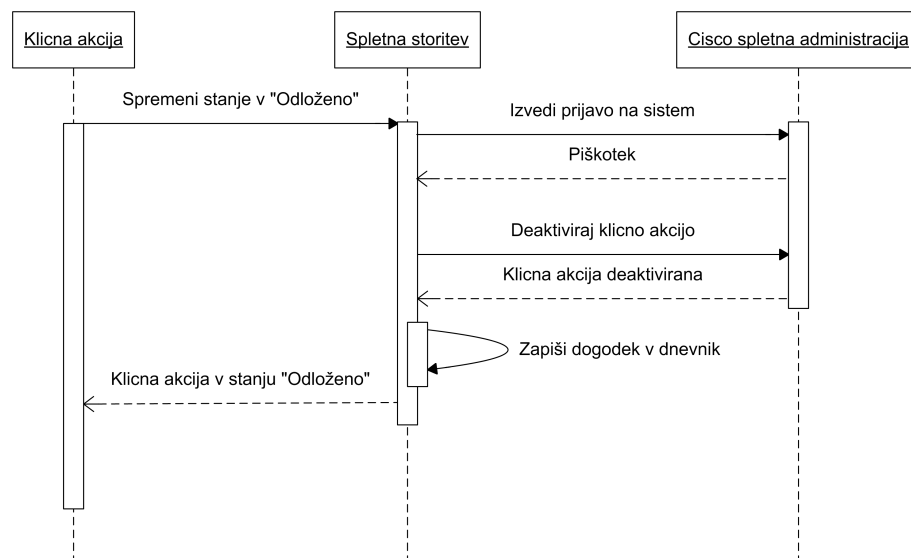 Klicna akcija
Spletna storitev
Cisco spletna administracija
Spremeni stanje v "Odloženo"
Izvedi prijavo na sistem
Piškotek
Deaktiviraj klicno akcijo
Klicna akcija deaktivirana
Zapiši dogodek v dnevnik
Klicna akcija v stanju "Odloženo"